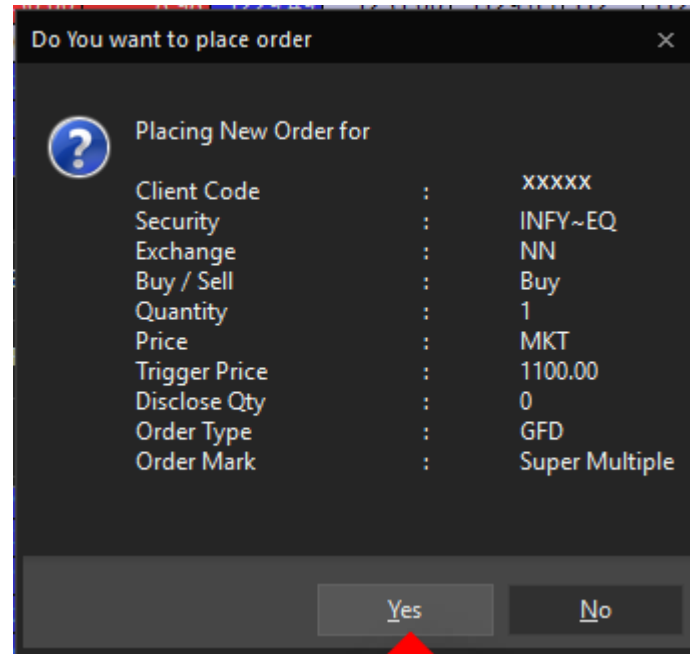 Do You want to place order
Placing New Order for
Client Code : xxxxx
Security : INFY~EQ
Exchange : NN
Buy / Sell : Buy
Quantity : 1
Price : MKT
Trigger Price : 1100.00
Disclose Qty : 0
Order Type : GFD
Order Mark : Super Multiple
Yes No